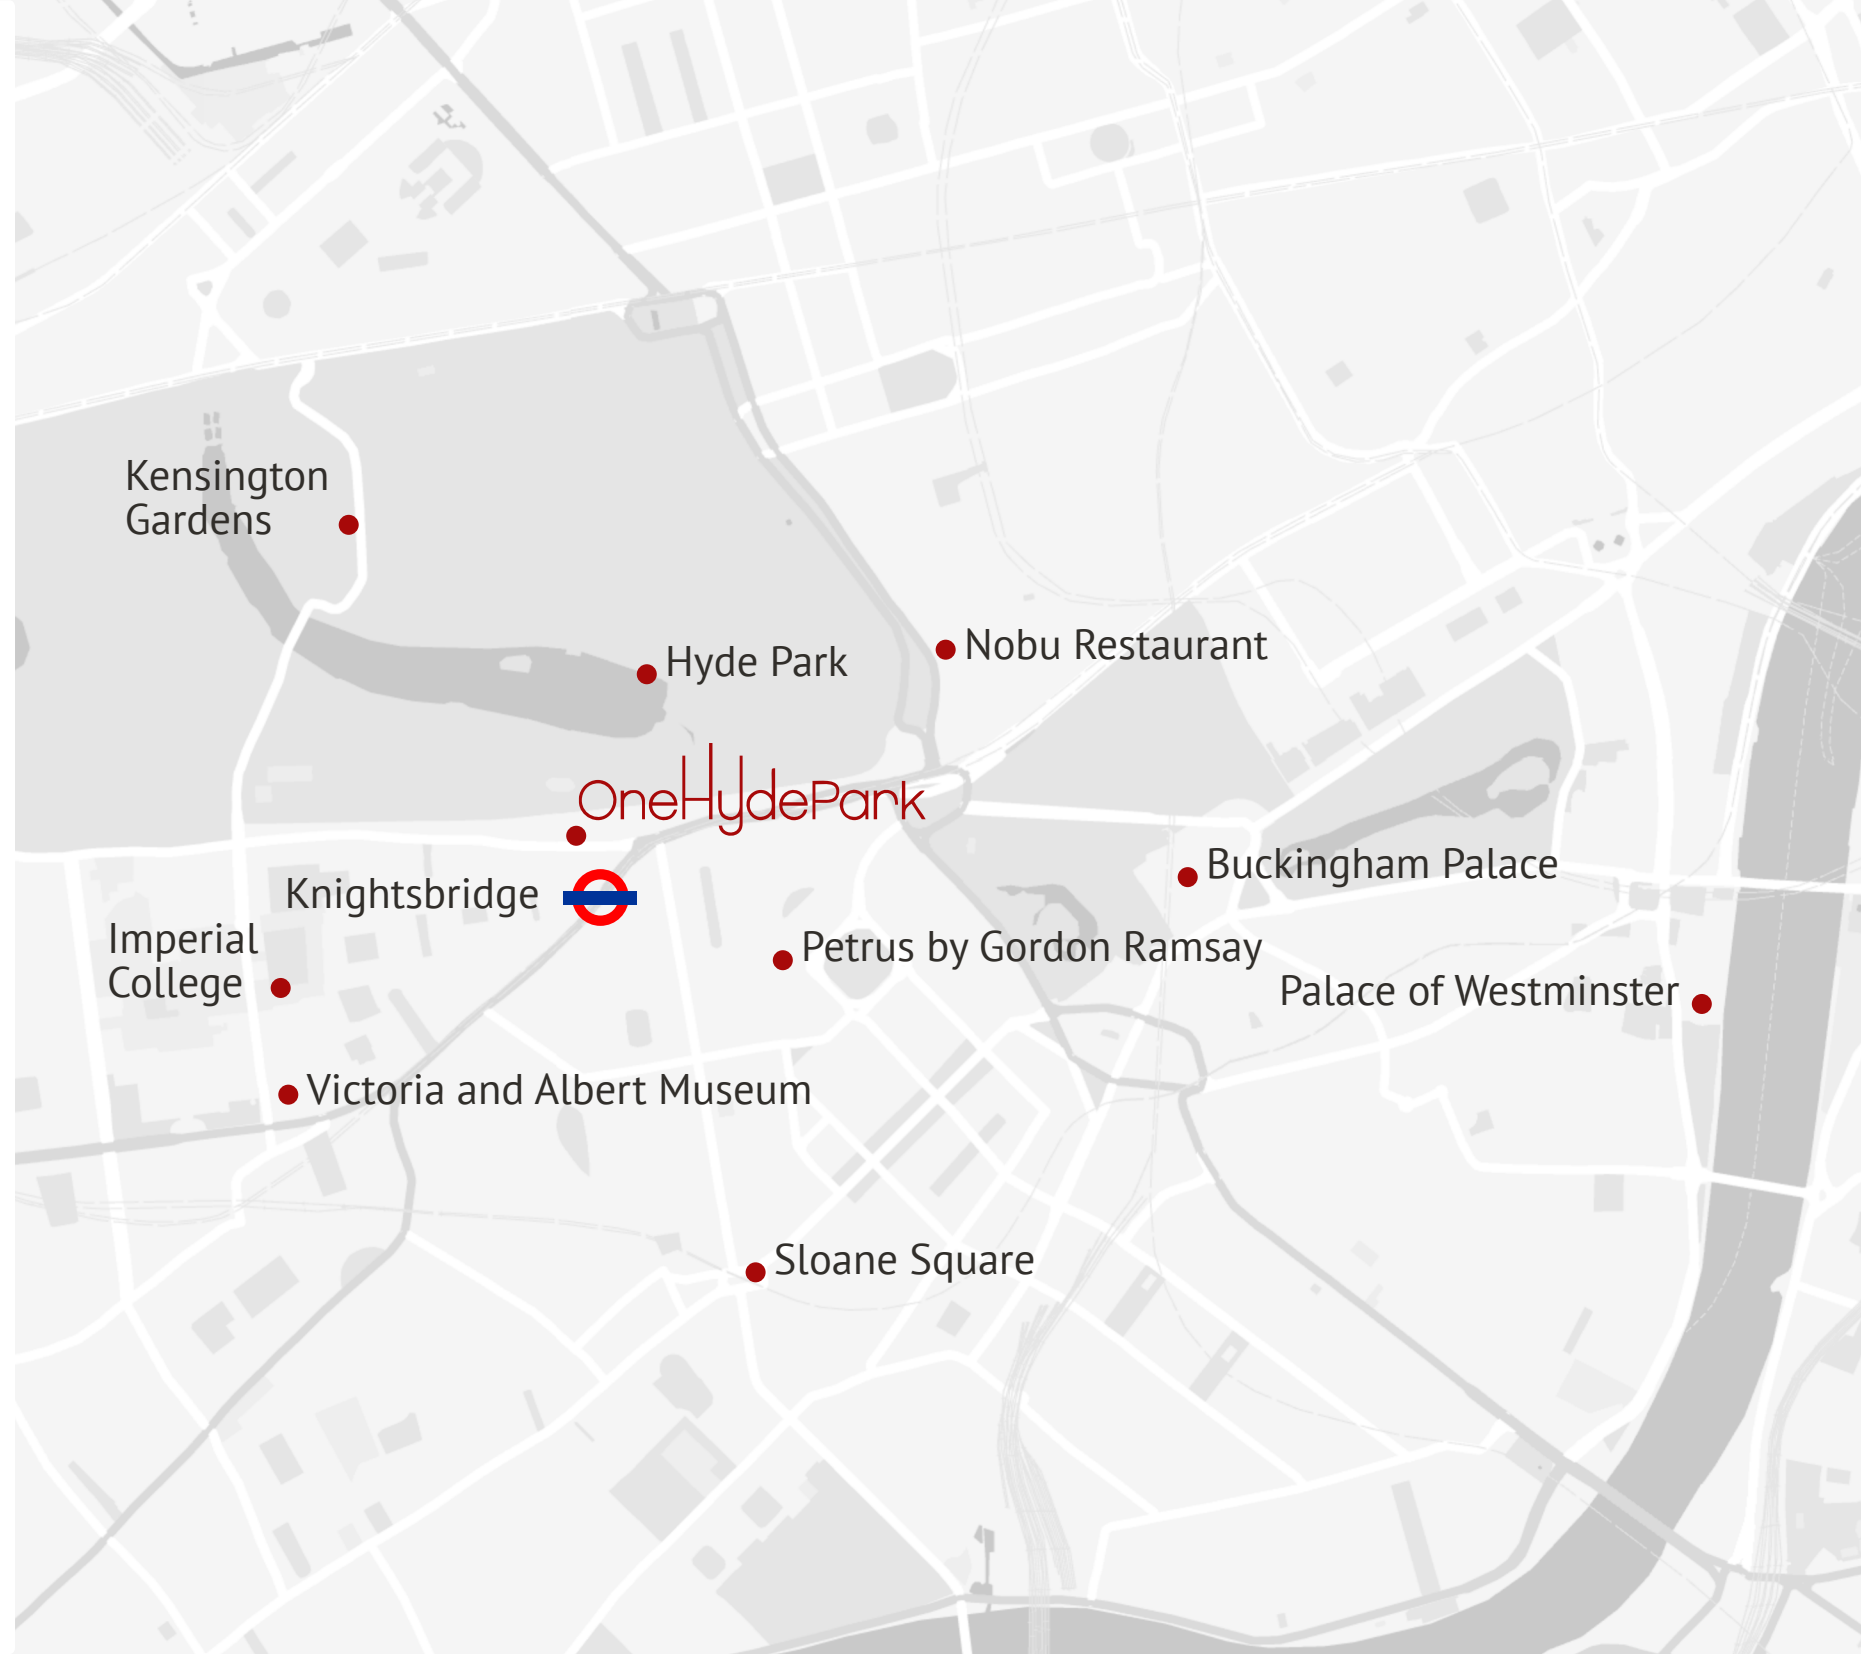 Kensington
Gardens
Hyde Park
Nobu Restaurant
OneHydePark
Knightsbridge
Buckingham Palace
Imperial
College
Petrus by Gordon Ramsay
Palace of Westminster
Victoria and Albert Museum
Sloane Square